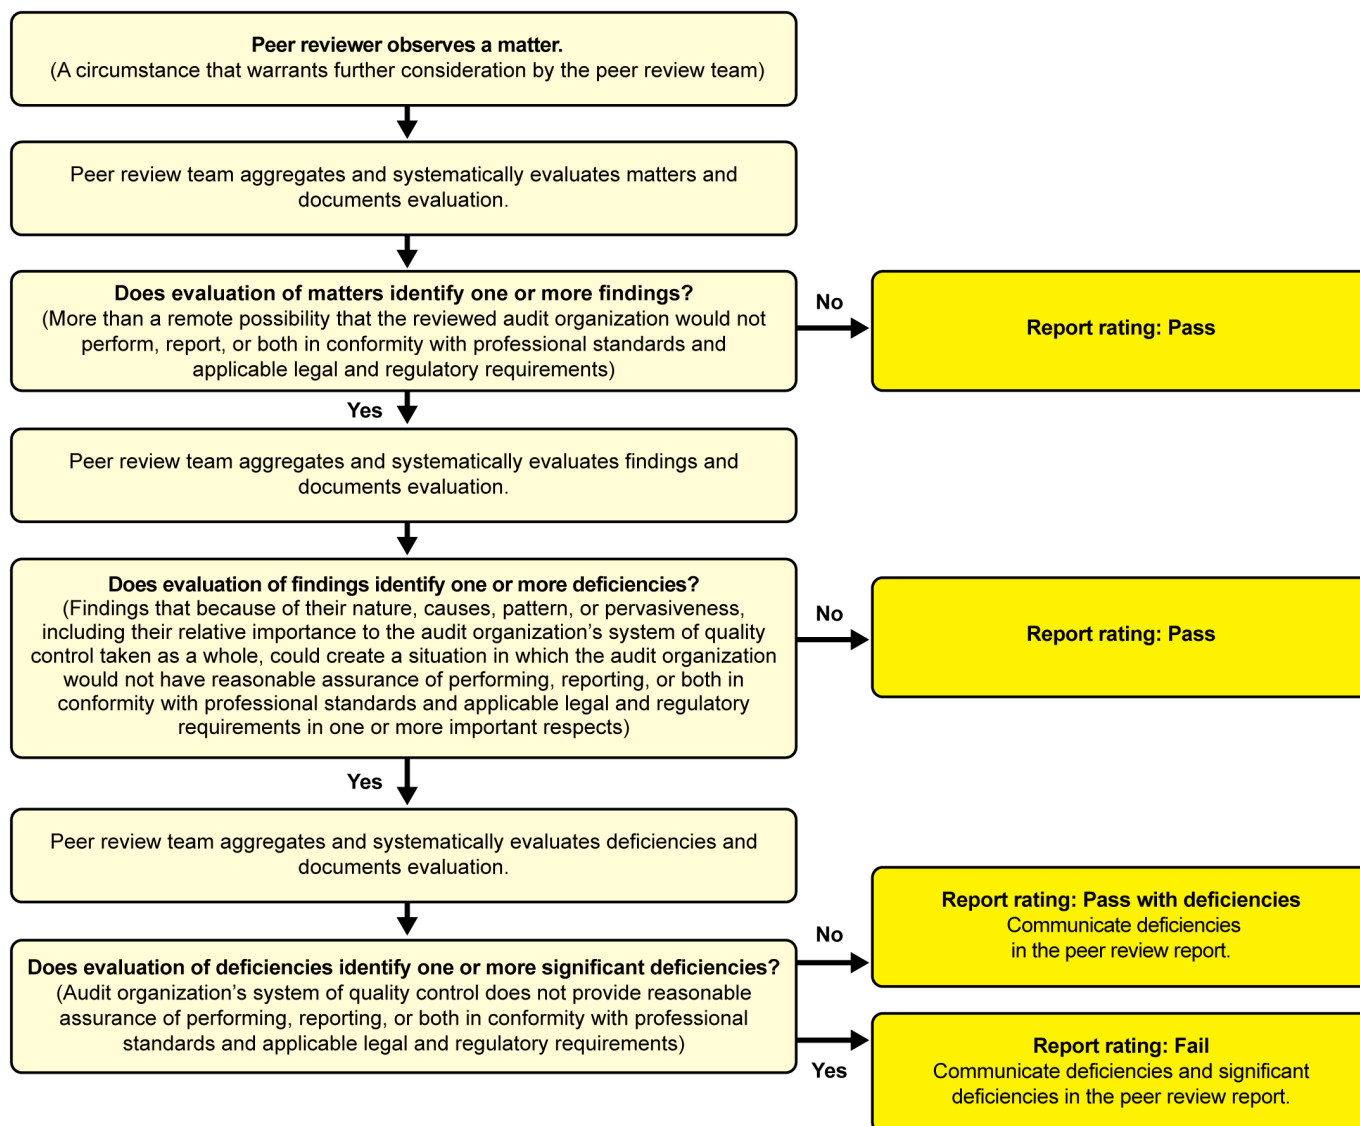 Peer reviewer observes a matter.
(A circumstance that warrants further consideration by the peer review team)
Peer review team aggregates and systematically evaluates matters and
documents evaluation.
Does evaluation of matters identify one or more findings?
(More than a remote possibility that the reviewed audit organization would not
perform, report, or both in conformity with professional standards and
applicable legal and regulatory requirements)
No
Report rating: Pass
Yes
Peer review team aggregates and systematically evaluates findings and
documents evaluation.
Does evaluation of findings identify one or more deficiencies?
(Findings that because of their nature, causes, pattern, or pervasiveness,
including their relative importance to the audit organization’s system of quality
control taken as a whole, could create a situation in which the audit organization
would not have reasonable assurance of performing, reporting, or both in
conformity with professional standards and applicable legal and regulatory
requirements in one or more important respects)
No
Report rating: Pass
Yes
Peer review team aggregates and systematically evaluates deficiencies and
documents evaluation.
Does evaluation of deficiencies identify one or more significant deficiencies?
(Audit organization’s system of quality control does not provide reasonable
assurance of performing, reporting, or both in conformity with professional
standards and applicable legal and regulatory requirements)
No
Report rating: Pass with deficiencies
Communicate deficiencies
in the peer review report.
Yes
Report rating: Fail
Communicate deficiencies and significant
deficiencies in the peer review report.